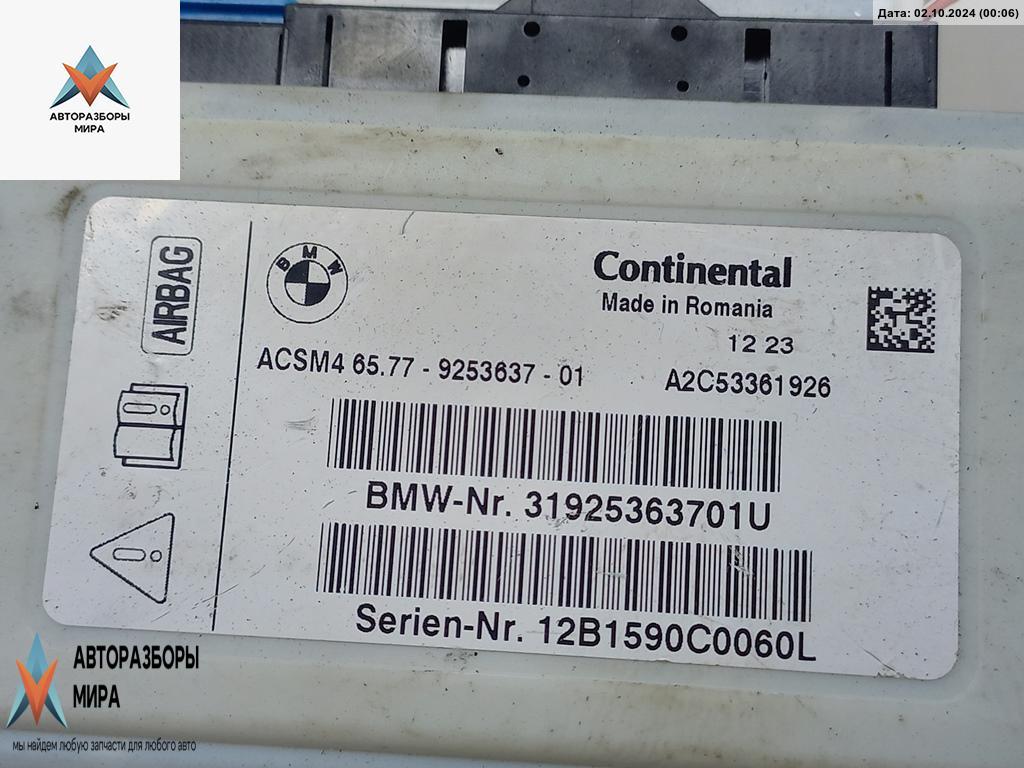 Дата: 02.10.2024 (00:06)
АВТОРАЗБОРЫ
МИРА
AIRBAG
BMW
Continental
Made in Romania
12 23
ACSM4 65.77 - 9253637 - 01
A2C53361926
BMW-Nr. 31925363701U
Serien-Nr. 12B1590C0060L
АВТОРАЗБОРЫ
МИРА
мы найдем любую запчасти для любого авто